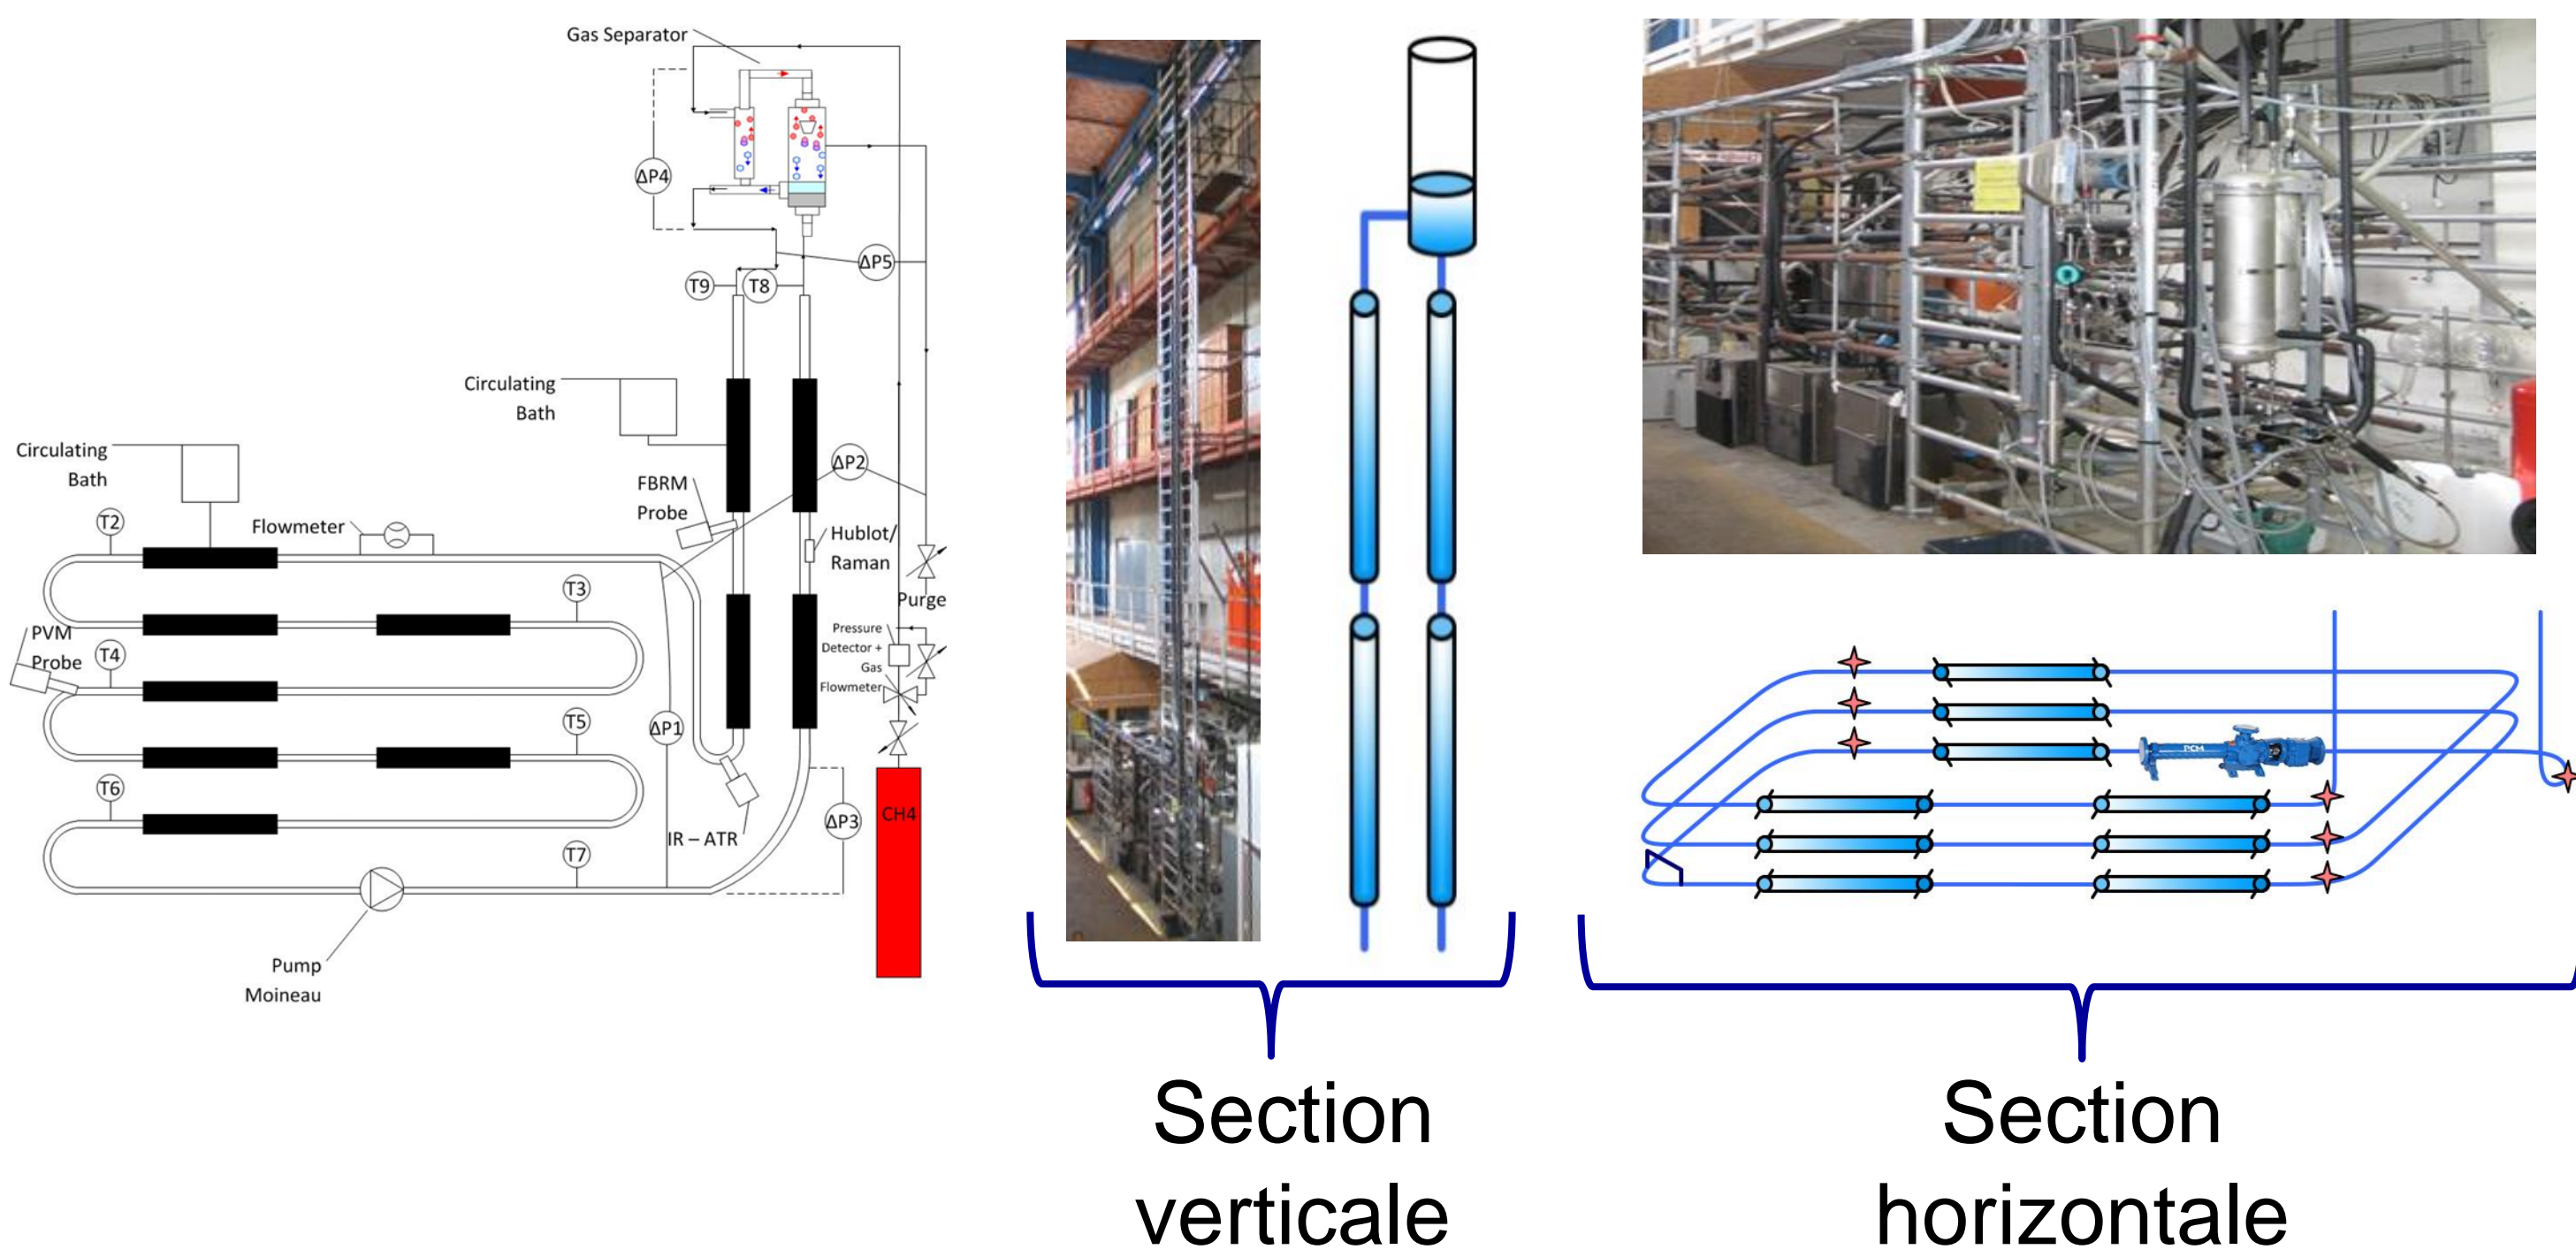 Gas Separator
ΔP4
ΔP5
T9
T8
Circulating
Bath
Circulating
Bath
ΔP2
FBRM
Probe
T2
Flowmeter
Hublot/
Raman
T3
Purge
PVM
Probe
T4
Pressure
Detector +
Gas
Flowmeter
T5
ΔP1
T6
CH4
ΔP3
IR – ATR
T7
Pump
Moineau
PCM
Section
verticale
Section
horizontale